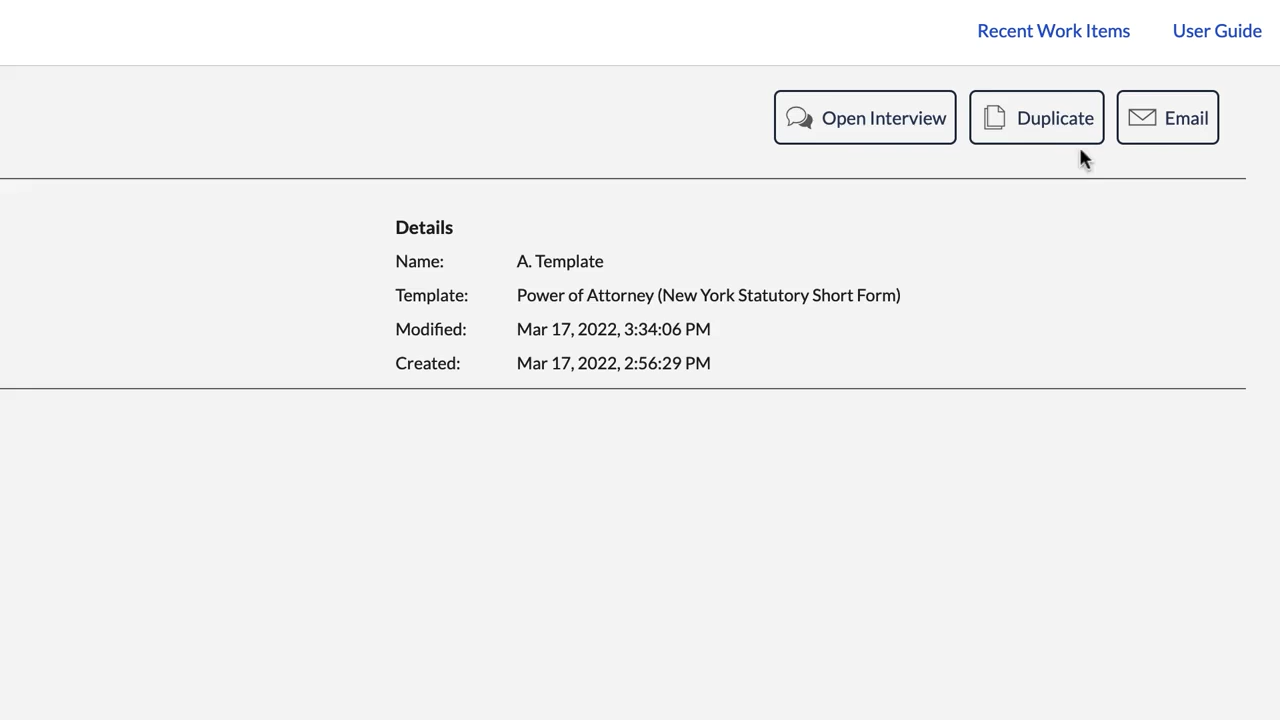 Recent Work Items User Guide
Open Interview Duplicate Email
Details
Name: A. Template
Template: Power of Attorney (New York Statutory Short Form)
Modified: Mar 17, 2022, 3:34:06 PM
Created: Mar 17, 2022, 2:56:29 PM